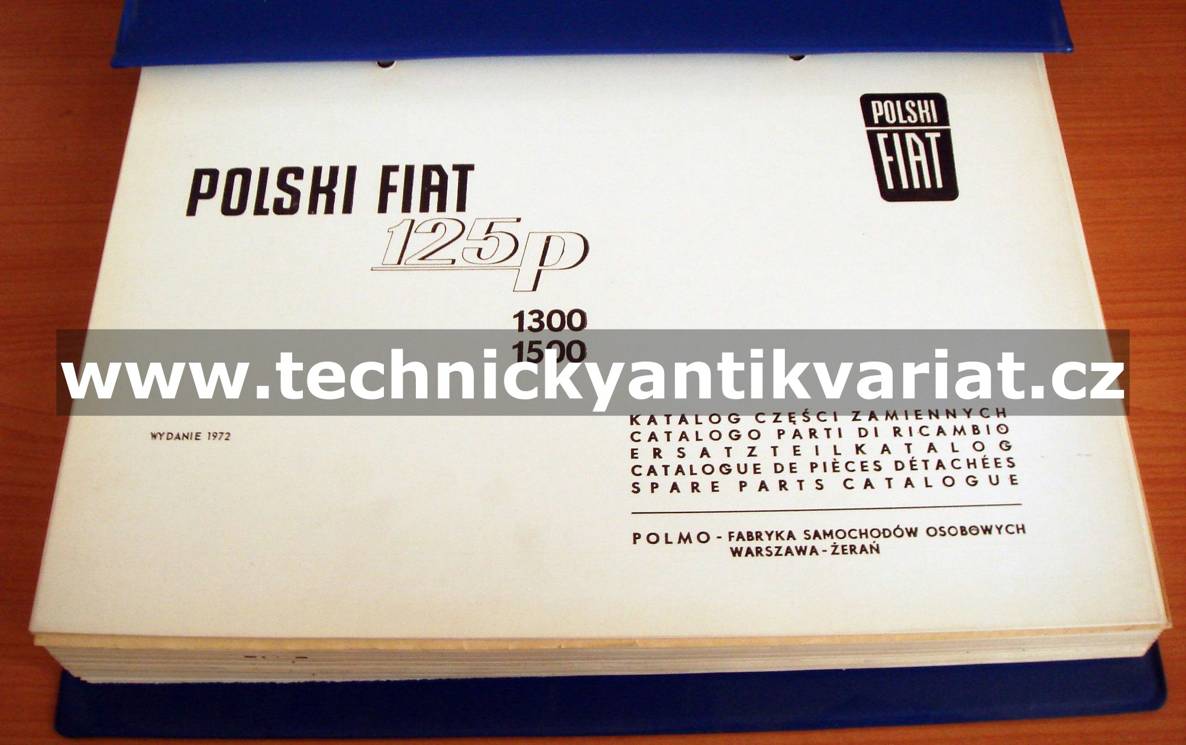 POLSKI
FIAT
POLSKI FIAT
125p
1300
1500
www.technickyantikvariat.cz
KATALOG CZĘŚCI ZAMIENNYCH
CATALOGO PARTI DI RICAMBIO
ERSATZTEILKATALOG
CATALOGUE DE PIÈCES DÉTACHÉES
SPARE PARTS CATALOGUE
WYDANIE 1972
POLMO - FABRYKA SAMOCHODÓW OSOBOWYCH
WARSZAWA - ŻERAŃ